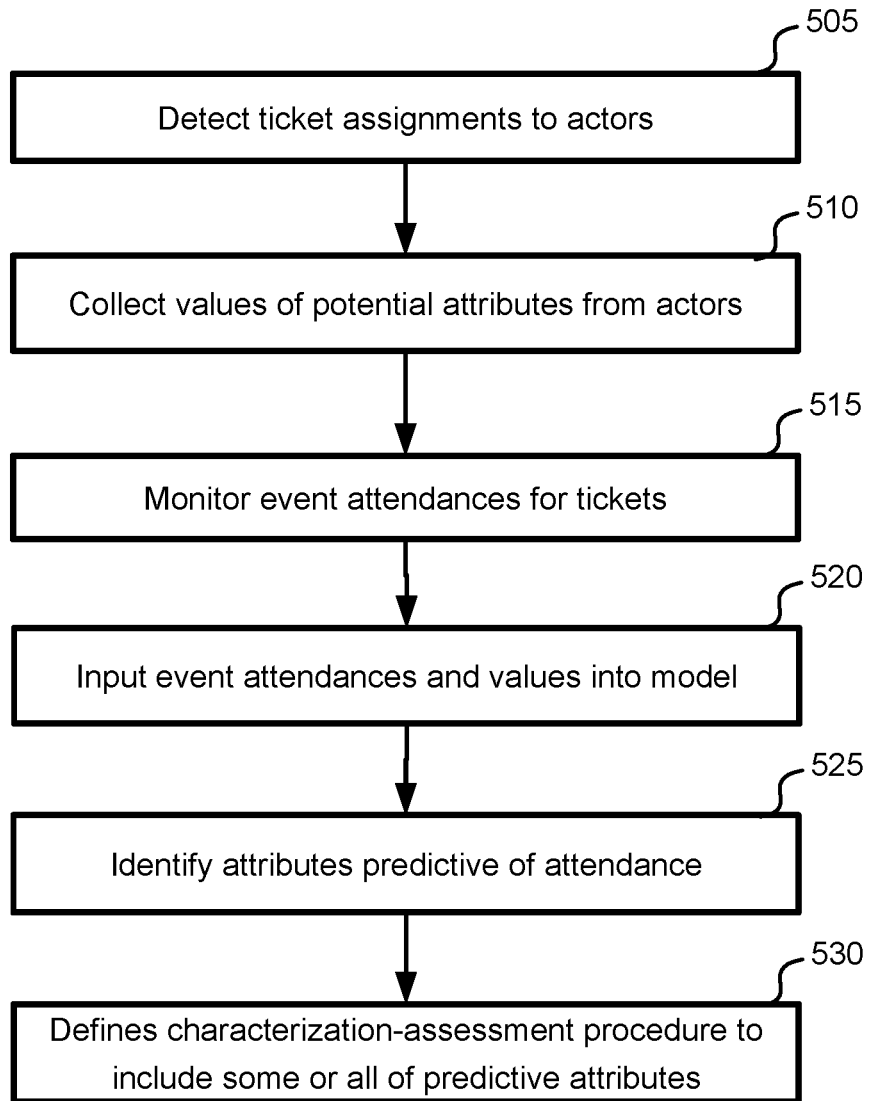 505
Detect ticket assignments to actors
510
Collect values of potential attributes from actors
515
Monitor event attendances for tickets
520
Input event attendances and values into model
525
Identify attributes predictive of attendance
530
Defines characterization-assessment procedure to
include some or all of predictive attributes